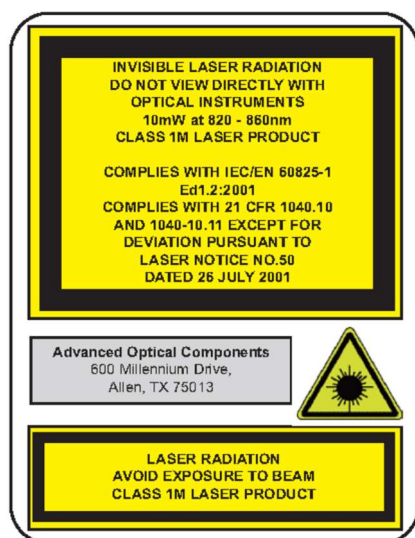 INVISIBLE LASER RADIATION
DO NOT VIEW DIRECTLY WITH
OPTICAL INSTRUMENTS
10mW at 820 - 860nm
CLASS 1M LASER PRODUCT
COMPLIES WITH IEC/EN 60825-1
Ed1.2:2001
COMPLIES WITH 21 CFR 1040.10
AND 1040-10.11 EXCEPT FOR
DEVIATION PURSUANT TO
LASER NOTICE NO.50
DATED 26 JULY 2001
Advanced Optical Components
600 Millennium Drive,
Allen, TX 75013
LASER RADIATION
AVOID EXPOSURE TO BEAM
CLASS 1M LASER PRODUCT